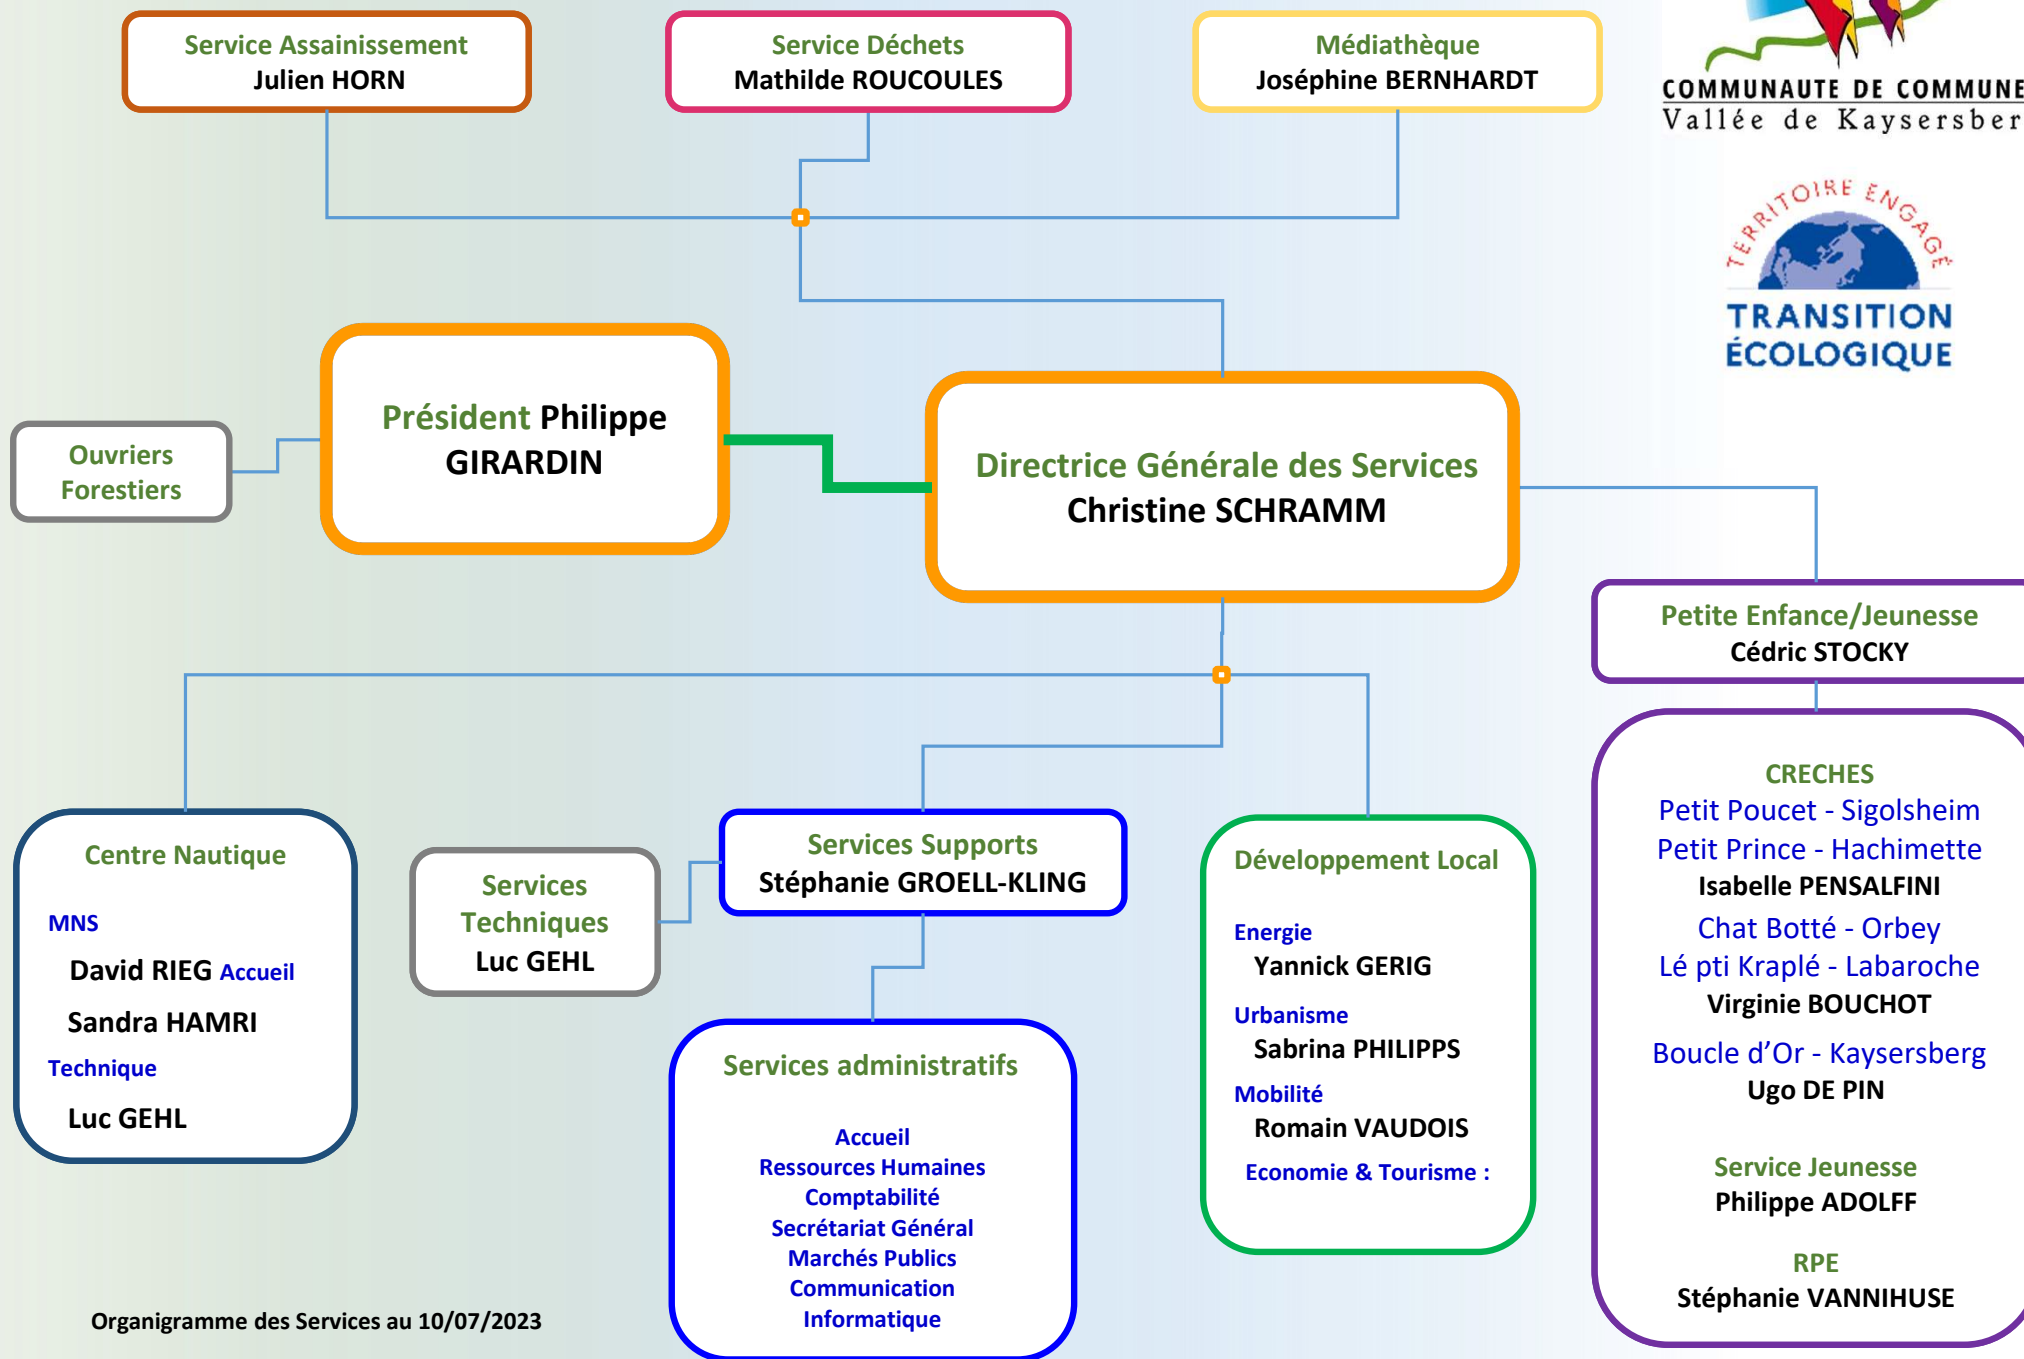 Service Assainissement
Julien HORN
Service Déchets
Mathilde ROUCOULES
Médiathèque
Joséphine BERNHARDT
COMMUNAUTE DE COMMUNE
Vallée de Kaysersber
TERRITOIRE ENGAGÉ
TRANSITION
ÉCOLOGIQUE
Ouvriers
Forestiers
Président Philippe
GIRARDIN
Directrice Générale des Services
Christine SCHRAMM
Petite Enfance/Jeunesse
Cédric STOCKY
Centre Nautique
MNS
David RIEG Accueil
Sandra HAMRI
Technique
Luc GEHL
Services
Techniques
Luc GEHL
Services Supports
Stéphanie GROELL-KLING
Services administratifs
Accueil
Ressources Humaines
Comptabilité
Secrétariat Général
Marchés Publics
Communication
Informatique
Développement Local
Energie
Yannick GERIG
Urbanisme
Sabrina PHILIPPS
Mobilité
Romain VAUDOIS
Economie & Tourisme :
CRECHES
Petit Poucet - Sigolsheim
Petit Prince - Hachimette
Isabelle PENSALFINI
Chat Botté - Orbey
Lé pti Kraplé - Labaroche
Virginie BOUCHOT
Boucle d’Or - Kaysersberg
Ugo DE PIN
Service Jeunesse
Philippe ADOLFF
RPE
Stéphanie VANNIHUSE
Organigramme des Services au 10/07/2023